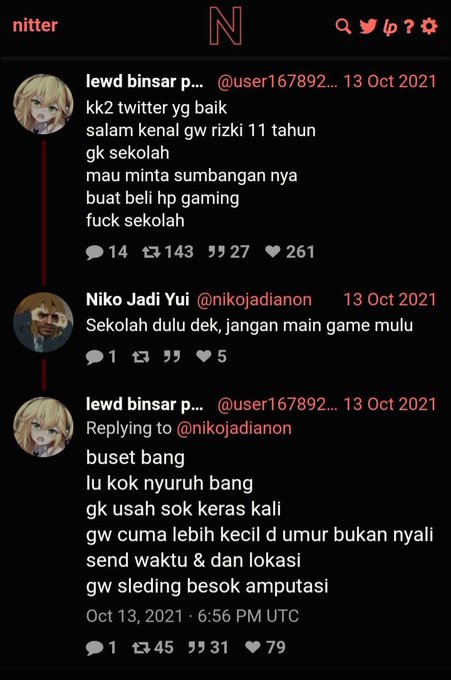 nitter
N
lp ?
lewd binsar p... @user167892... 13 Oct 2021
kk2 twitter yg baik
salam kenal gw rizki 11 tahun
gk sekolah
mau minta sumbangan nya
buat beli hp gaming
fuck sekolah
14 143 27 261
Niko Jadi Yui @nikojadianon 13 Oct 2021
Sekolah dulu dek, jangan main game mulu
1 5
lewd binsar p... @user167892... 13 Oct 2021
Replying to @nikojadianon
buset bang
lu kok nyuruh bang
gk usah sok keras kali
gw cuma lebih kecil d umur bukan nyali
send waktu & dan lokasi
gw sleding besok amputasi
Oct 13, 2021 · 6:56 PM UTC
1 45 31 79